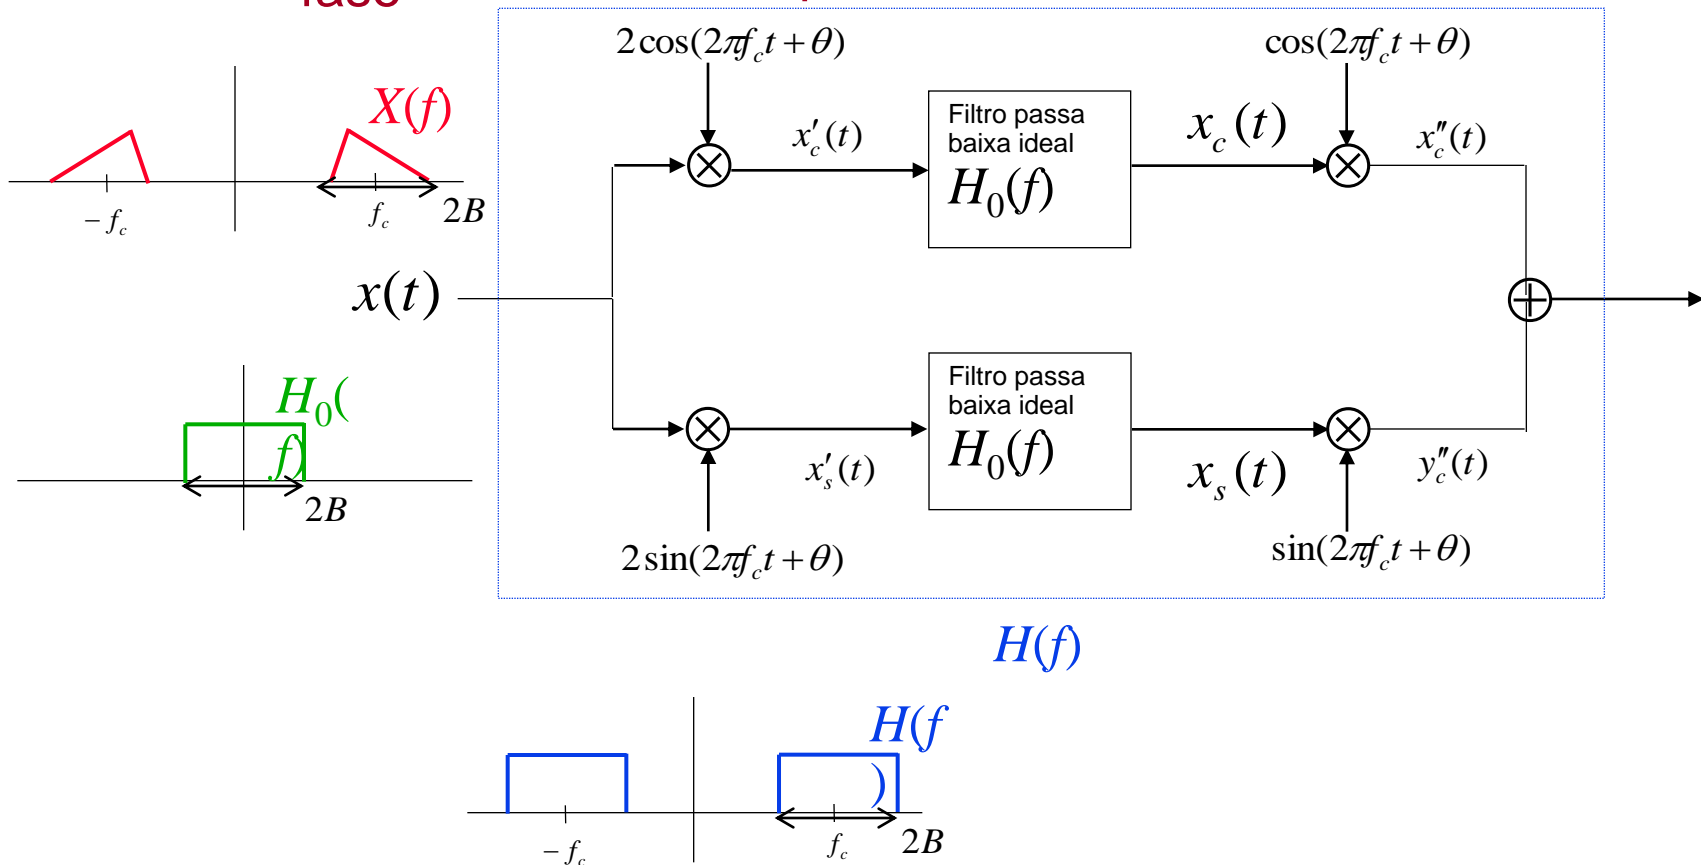 2cos(2πf_c t + θ)
cos(2πf_c t + θ)
X(f)
− f_c
f_c
2B
x'_c(t)
Filtro passa
baixa ideal
H_0(f)
x_c(t)
x''_c(t)
x(t)
H_0(
f)
2B
x'_s(t)
Filtro passa
baixa ideal
H_0(f)
x_s(t)
y''_c(t)
2sin(2πf_c t + θ)
sin(2πf_c t + θ)
H(f)
H(f
)
− f_c
f_c
2B